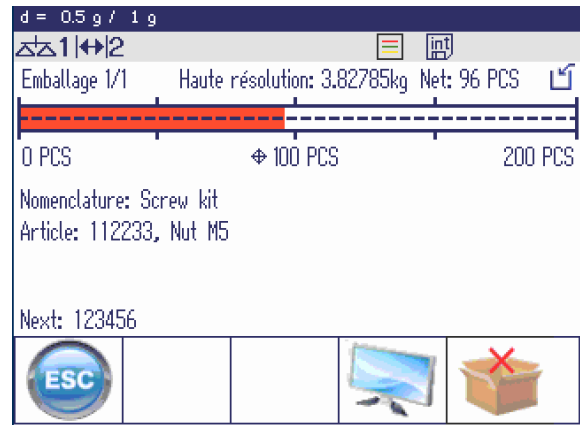 d = 0.5 g / 1 g
1 2
int
Emballage 1/1 Haute résolution: 3.82785kg Net: 96 PCS
0 PCS 100 PCS 200 PCS
Nomenclature: Screw kit
Article: 112233, Nut M5
Next: 123456
ESC